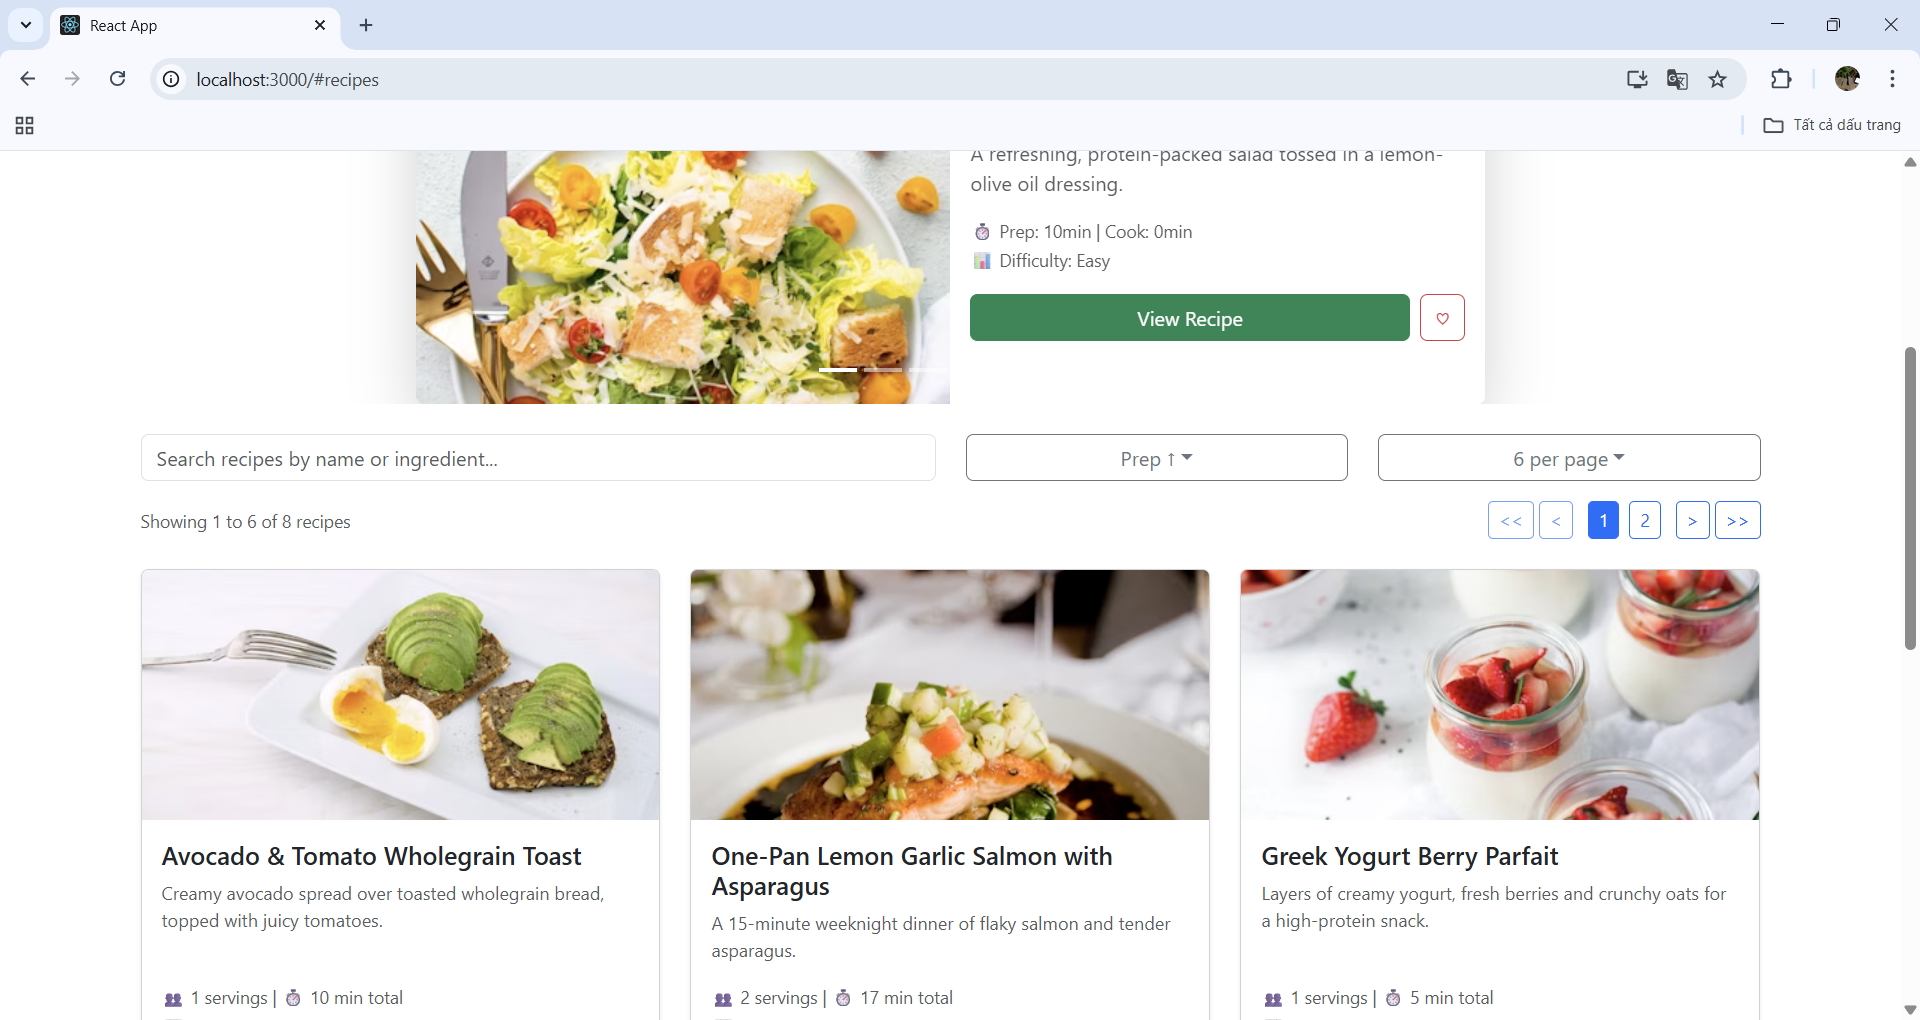 React App
localhost:3000/#recipes
Tất cả dấu trang
A refreshing, protein-packed salad tossed in a lemon-
olive oil dressing.
Prep: 10min | Cook: 0min
Difficulty: Easy
View Recipe
Search recipes by name or ingredient...
Prep ↑
6 per page
Showing 1 to 6 of 8 recipes
<< < 1 2 > >>
Avocado & Tomato Wholegrain Toast
Creamy avocado spread over toasted wholegrain bread,
topped with juicy tomatoes.
1 servings | 10 min total
One-Pan Lemon Garlic Salmon with
Asparagus
A 15-minute weeknight dinner of flaky salmon and tender
asparagus.
2 servings | 17 min total
Greek Yogurt Berry Parfait
Layers of creamy yogurt, fresh berries and crunchy oats for
a high-protein snack.
1 servings | 5 min total